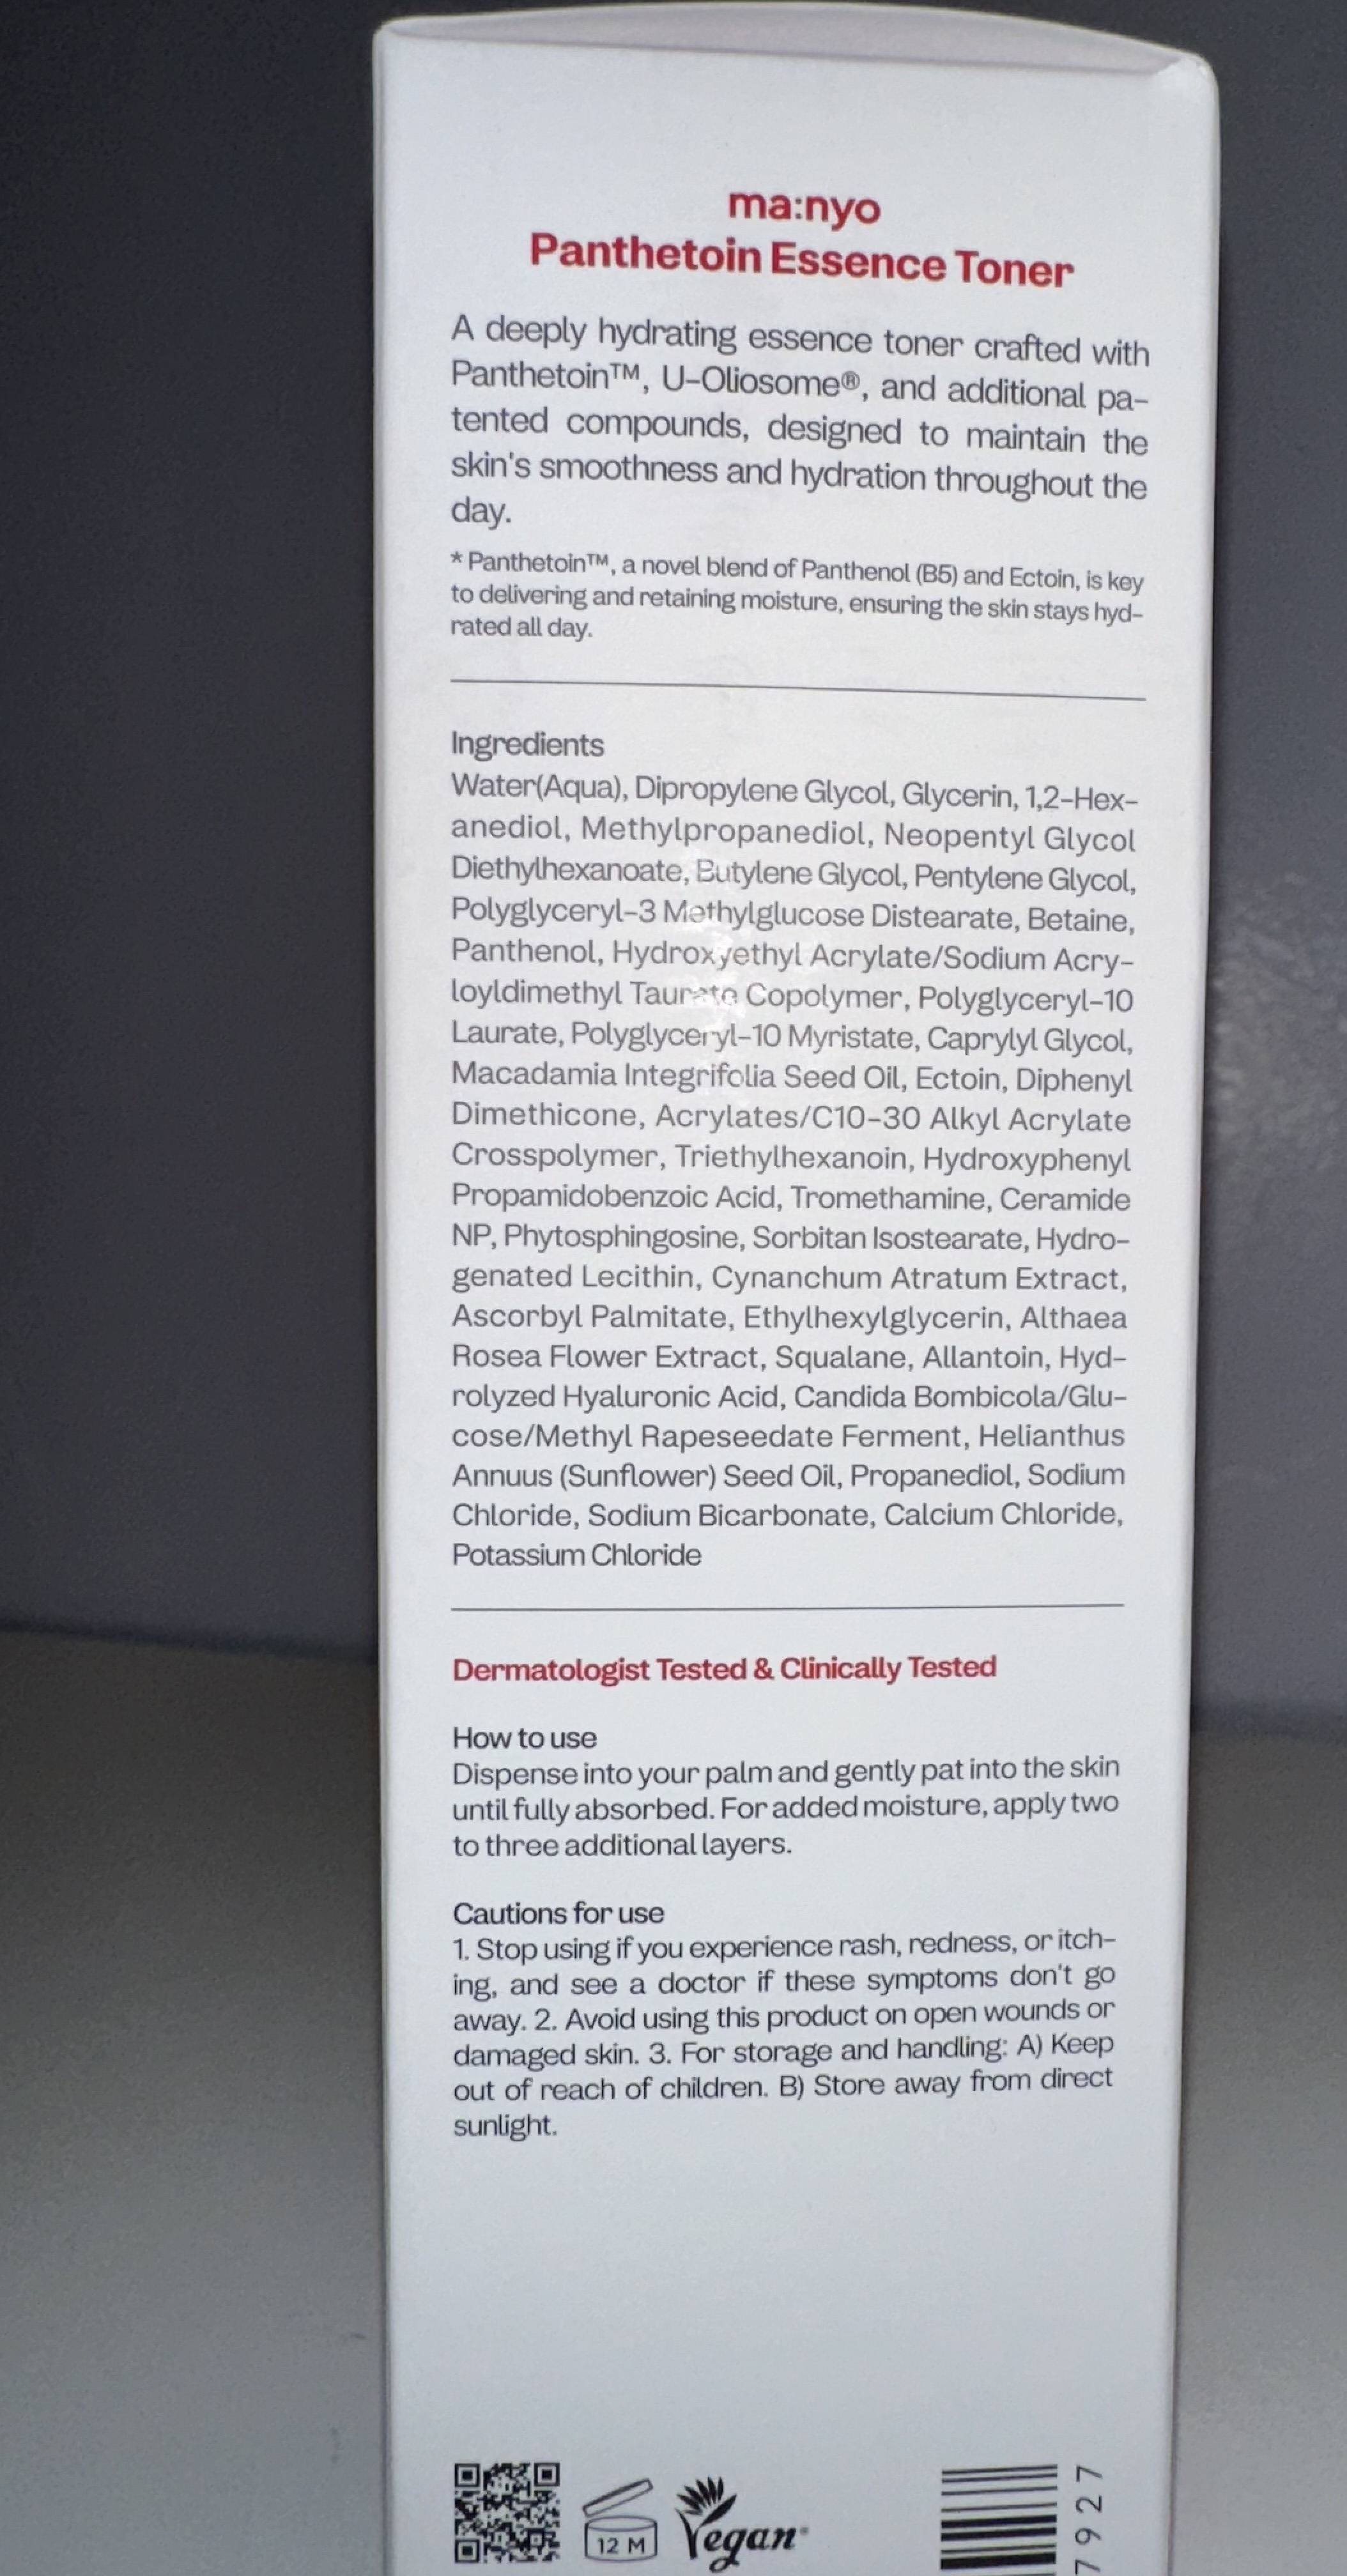 ma:nyo
Panthetoin Essence Toner
A deeply hydrating essence toner crafted with
Panthetoin™, U-Oliosome®, and additional pa-
tented compounds, designed to maintain the
skin's smoothness and hydration throughout the
day.
* Panthetoin™, a novel blend of Panthenol (B5) and Ectoin, is key
to delivering and retaining moisture, ensuring the skin stays hyd-
rated all day.
Ingredients
Water(Aqua), Dipropylene Glycol, Glycerin, 1,2-Hex-
anediol, Methylpropanediol, Neopentyl Glycol
Diethylhexanoate, Butylene Glycol, Pentylene Glycol,
Polyglyceryl-3 Methylglucose Distearate, Betaine,
Panthenol, Hydroxyethyl Acrylate/Sodium Acry-
loyldimethyl Taurate Copolymer, Polyglyceryl-10
Laurate, Polyglyceryl-10 Myristate, Caprylyl Glycol,
Macadamia Integrifolia Seed Oil, Ectoin, Diphenyl
Dimethicone, Acrylates/C10-30 Alkyl Acrylate
Crosspolymer, Triethylhexanoin, Hydroxyphenyl
Propamidobenzoic Acid, Tromethamine, Ceramide
NP, Phytosphingosine, Sorbitan Isostearate, Hydro-
genated Lecithin, Cynanchum Atratum Extract,
Ascorbyl Palmitate, Ethylhexylglycerin, Althaea
Rosea Flower Extract, Squalane, Allantoin, Hyd-
rolyzed Hyaluronic Acid, Candida Bombicola/Glu-
cose/Methyl Rapeseedate Ferment, Helianthus
Annuus (Sunflower) Seed Oil, Propanediol, Sodium
Chloride, Sodium Bicarbonate, Calcium Chloride,
Potassium Chloride
Dermatologist Tested & Clinically Tested
How to use
Dispense into your palm and gently pat into the skin
until fully absorbed. For added moisture, apply two
to three additional layers.
Cautions for use
1. Stop using if you experience rash, redness, or itch-
ing, and see a doctor if these symptoms don't go
away. 2. Avoid using this product on open wounds or
damaged skin. 3. For storage and handling: A) Keep
out of reach of children. B) Store away from direct
sunlight.
12 M
Vegan
7927